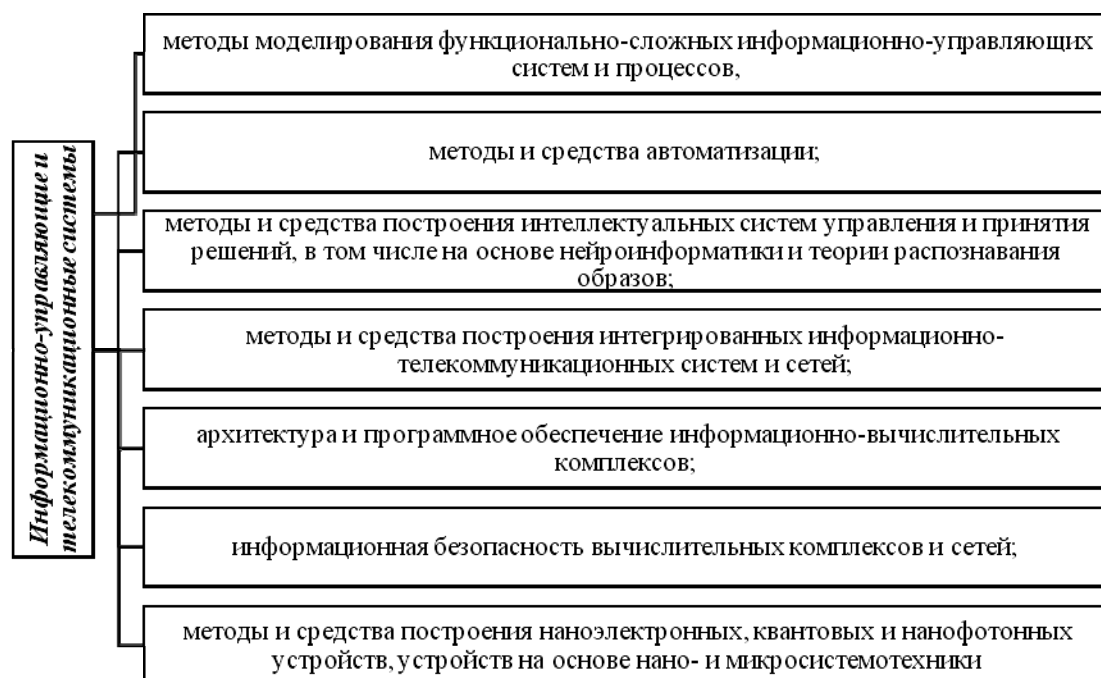 Информационно-управляющие и
телекоммуникационные системы
методы моделирования функционально-сложных информационно-управляющих
систем и процессов,
методы и средства автоматизации;
методы и средства построения интеллектуальных систем управления и принятия
решений, в том числе на основе нейроинформатики и теории распознавания
образов;
методы и средства построения интегрированных информационно-
телекоммуникационных систем и сетей;
архитектура и программное обеспечение информационно-вычислительных
комплексов;
информационная безопасность вычислительных комплексов и сетей;
методы и средства построения наноэлектронных, квантовых и нанофотонных
устройств, устройств на основе нано- и микросистемотехники